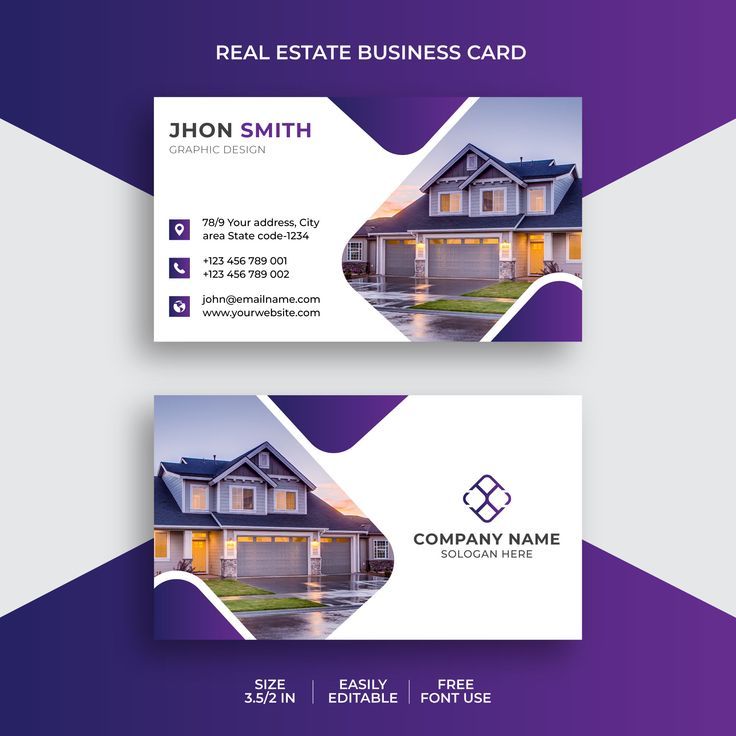 REAL ESTATE BUSINESS CARD
JHON SMITH
GRAPHIC DESIGN
78/9 Your address, City
area State code-1234
+123 456 789 001
+123 456 789 002
john@emailname.com
www.yourwebsite.com
COMPANY NAME
SOLOGAN HERE
SIZE
3.5/2 IN
EASILY
EDITABLE
FREE
FONT USE